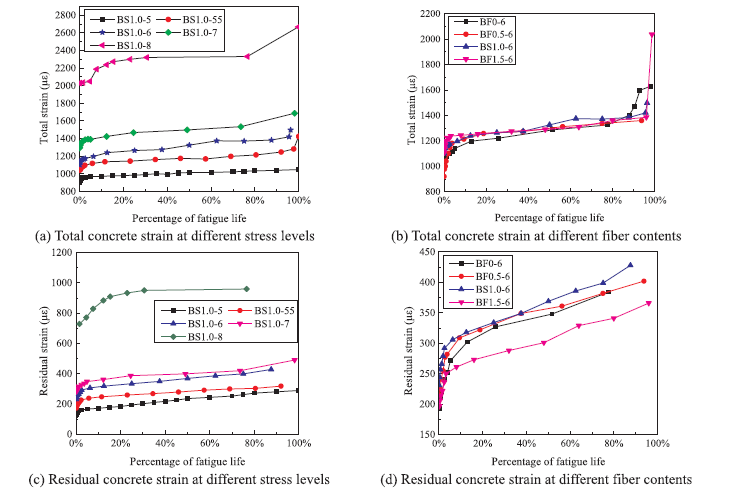 BS1.0-5 BS1.0-55
BS1.0-6 BS1.0-7
BS1.0-8
Total strain (με)
2800
2600
2400
2200
2000
1800
1600
1400
1200
1000
800
0% 20% 40% 60% 80% 100%
Percentage of fatigue life
(a) Total concrete strain at different stress levels
BF0-6
BF0.5-6
BS1.0-6
BF1.5-6
Total strain (με)
2200
2000
1800
1600
1400
1200
1000
800
0% 20% 40% 60% 80% 100%
Percentage of fatigue life
(b) Total concrete strain at different fiber contents
BS1.0-5 BS1.0-55
BS1.0-6 BS1.0-7
BS1.0-8
Residual strain (με)
1200
1000
800
600
400
200
0
0% 20% 40% 60% 80% 100%
Percentage of fatigue life
(c) Residual concrete strain at different stress levels
BF0-6
BF0.5-6
BS1.0-6
BF1.5-6
Residual strain (με)
450
400
350
300
250
200
150
0% 20% 40% 60% 80% 100%
Percentage of fatigue life
(d) Residual concrete strain at different fiber contents